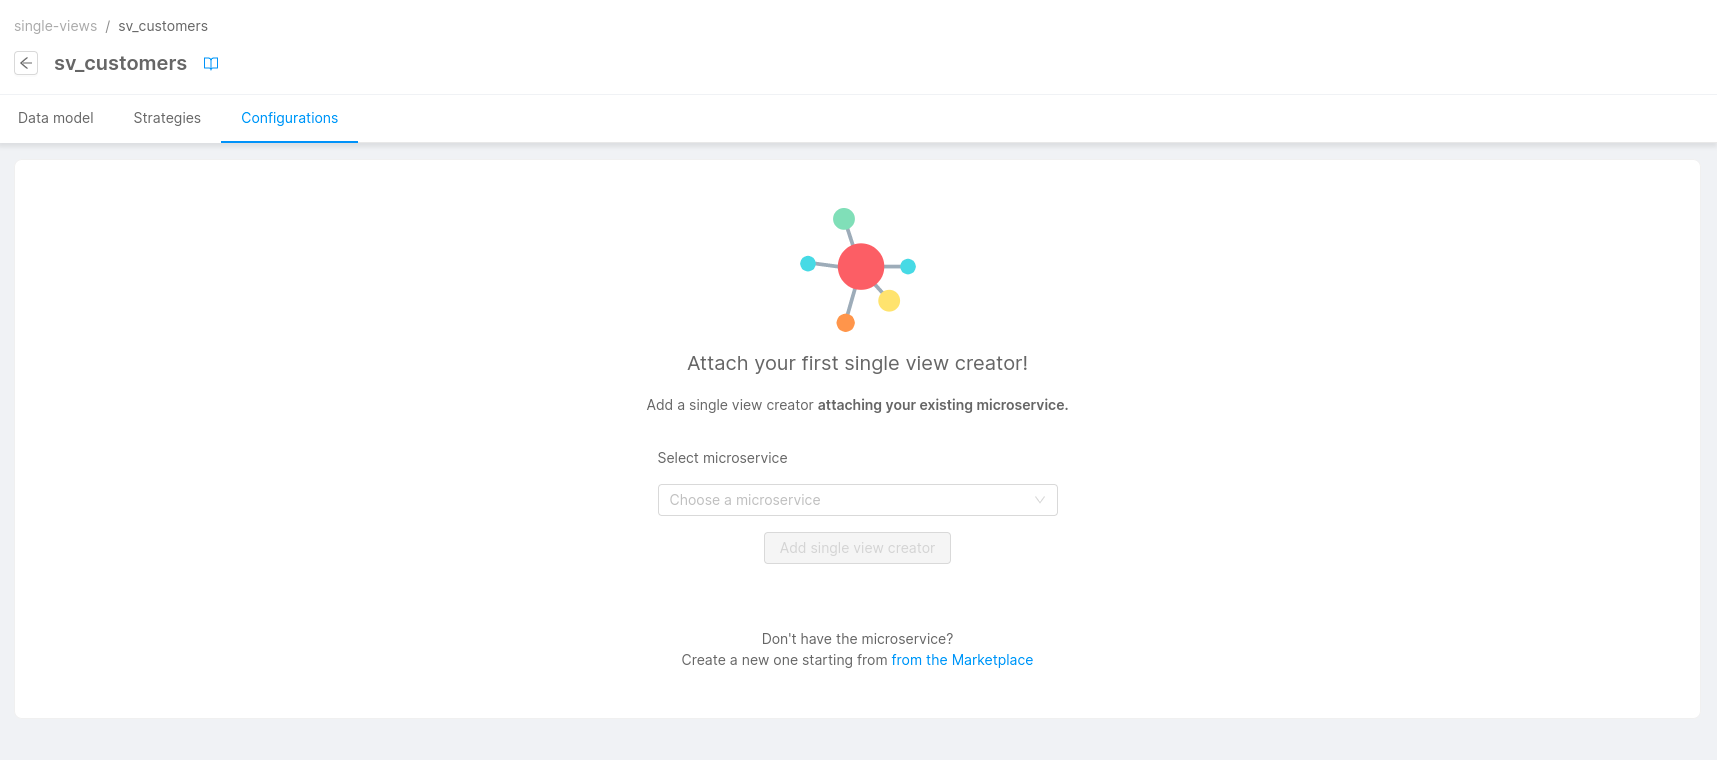 single-views / sv_customers
sv_customers
Data model Strategies Configurations
Attach your first single view creator!
Add a single view creator attaching your existing microservice.
Select microservice
Choose a microservice
Add single view creator
Don't have the microservice?
Create a new one starting from from the Marketplace